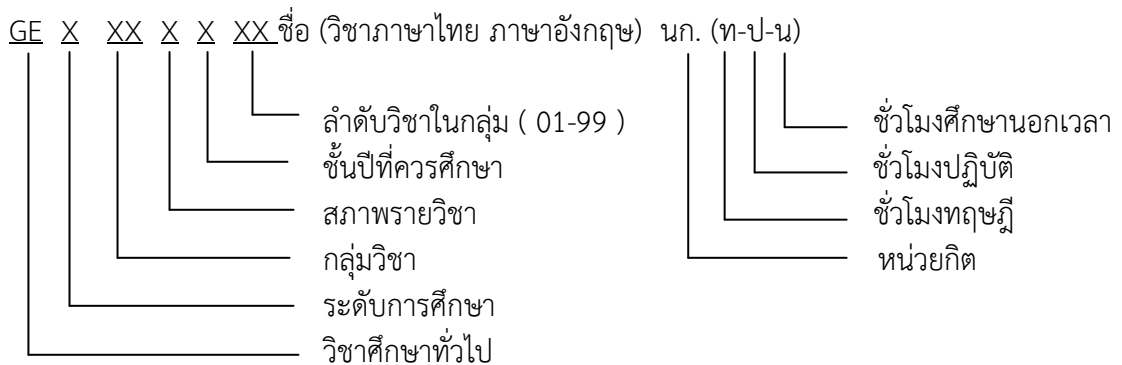 GE X XX X X XX ชื่อ (วิชาภาษาไทย ภาษาอังกฤษ) นก. (ท-ป-น)
ลำดับวิชาในกลุ่ม ( 01-99 ) ชั่วโมงศึกษานอกเวลา
ชั้นปีที่ควรศึกษา ชั่วโมงปฏิบัติ
สภาพรายวิชา ชั่วโมงทฤษฎี
กลุ่มวิชา หน่วยกิต
ระดับการศึกษา
วิชาศึกษาทั่วไป